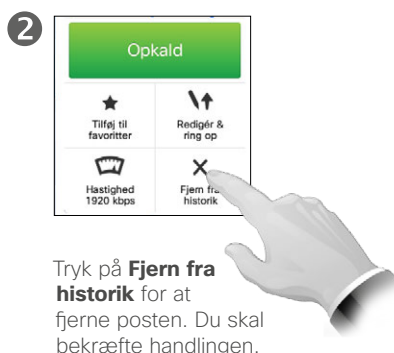 2
Opkald
Tilføj til
favoritter
Redigér &
ring op
Hastighed
1920 kbps
Fjern fra
historik
Tryk på Fjern fra
historik for at
fjerne posten. Du skal
bekræfte handlingen.